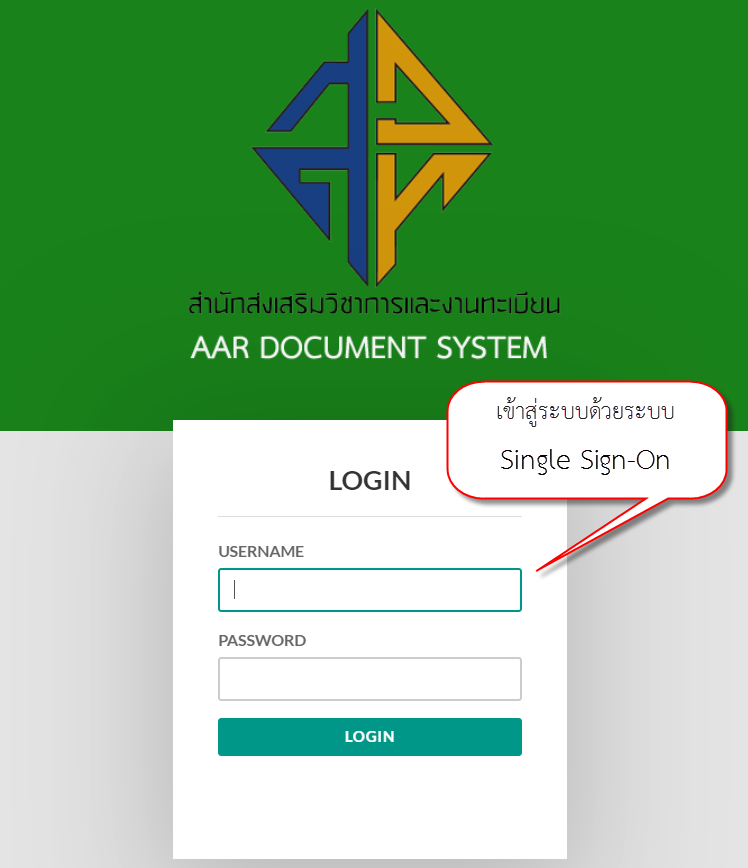 สำนักส่งเสริมวิชาการและงานทะเบียน
AAR DOCUMENT SYSTEM
เข้าสู่ระบบด้วยระบบ
Single Sign-On
LOGIN
USERNAME
PASSWORD
LOGIN